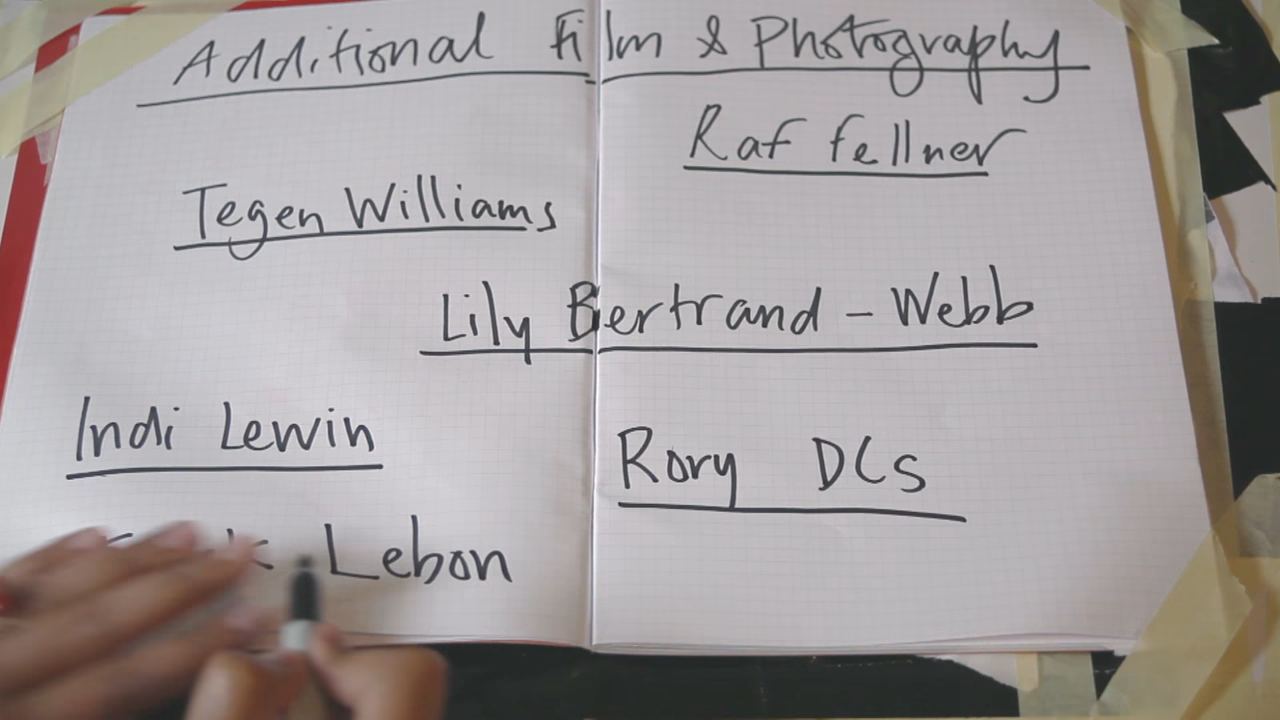 Additional Film & Photography
Raf Fellner
Tegen Williams
Lily Bertrand - Webb
Indi Lewin
Rory DCs
Lebon